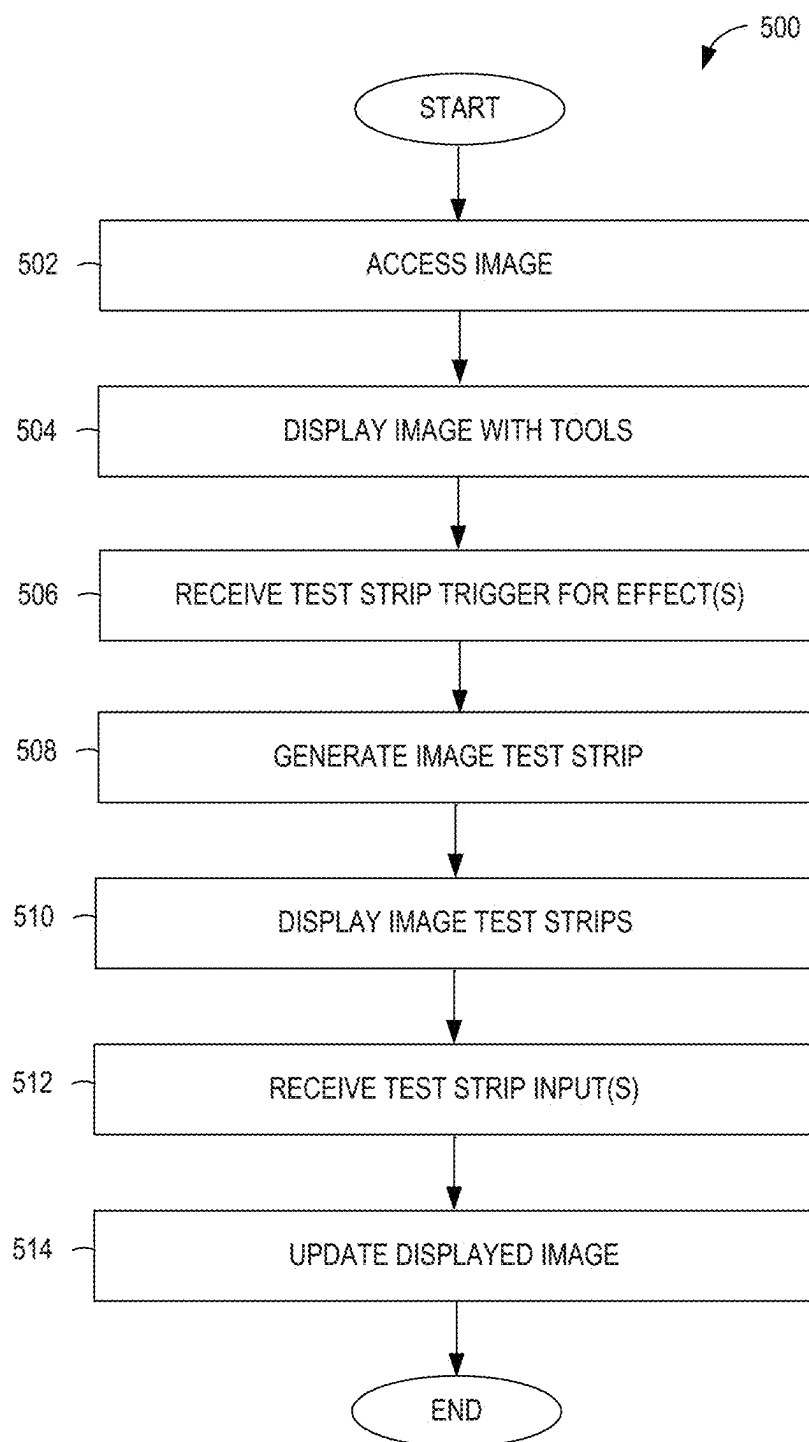 500
START
502
ACCESS IMAGE
504
DISPLAY IMAGE WITH TOOLS
506
RECEIVE TEST STRIP TRIGGER FOR EFFECT(S)
508
GENERATE IMAGE TEST STRIP
510
DISPLAY IMAGE TEST STRIPS
512
RECEIVE TEST STRIP INPUT(S)
514
UPDATE DISPLAYED IMAGE
END